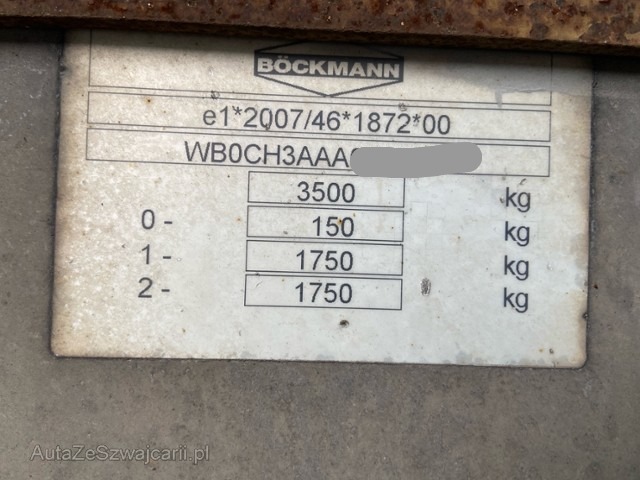 BÖCKMANN
e1*2007/46*1872*00
WB0CH3AAA
3500 kg
0- 150 kg
1- 1750 kg
2- 1750 kg
AutaZeSzwajcarii.pl